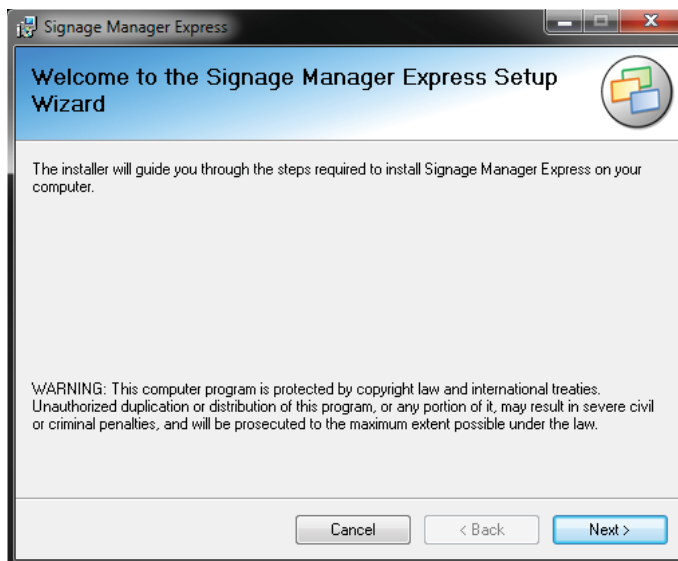 Signage Manager Express
Welcome to the Signage Manager Express Setup
Wizard
The installer will guide you through the steps required to install Signage Manager Express on your
computer.
WARNING: This computer program is protected by copyright law and international treaties.
Unauthorized duplication or distribution of this program, or any portion of it, may result in severe civil
or criminal penalties, and will be prosecuted to the maximum extent possible under the law.
Cancel < Back Next >